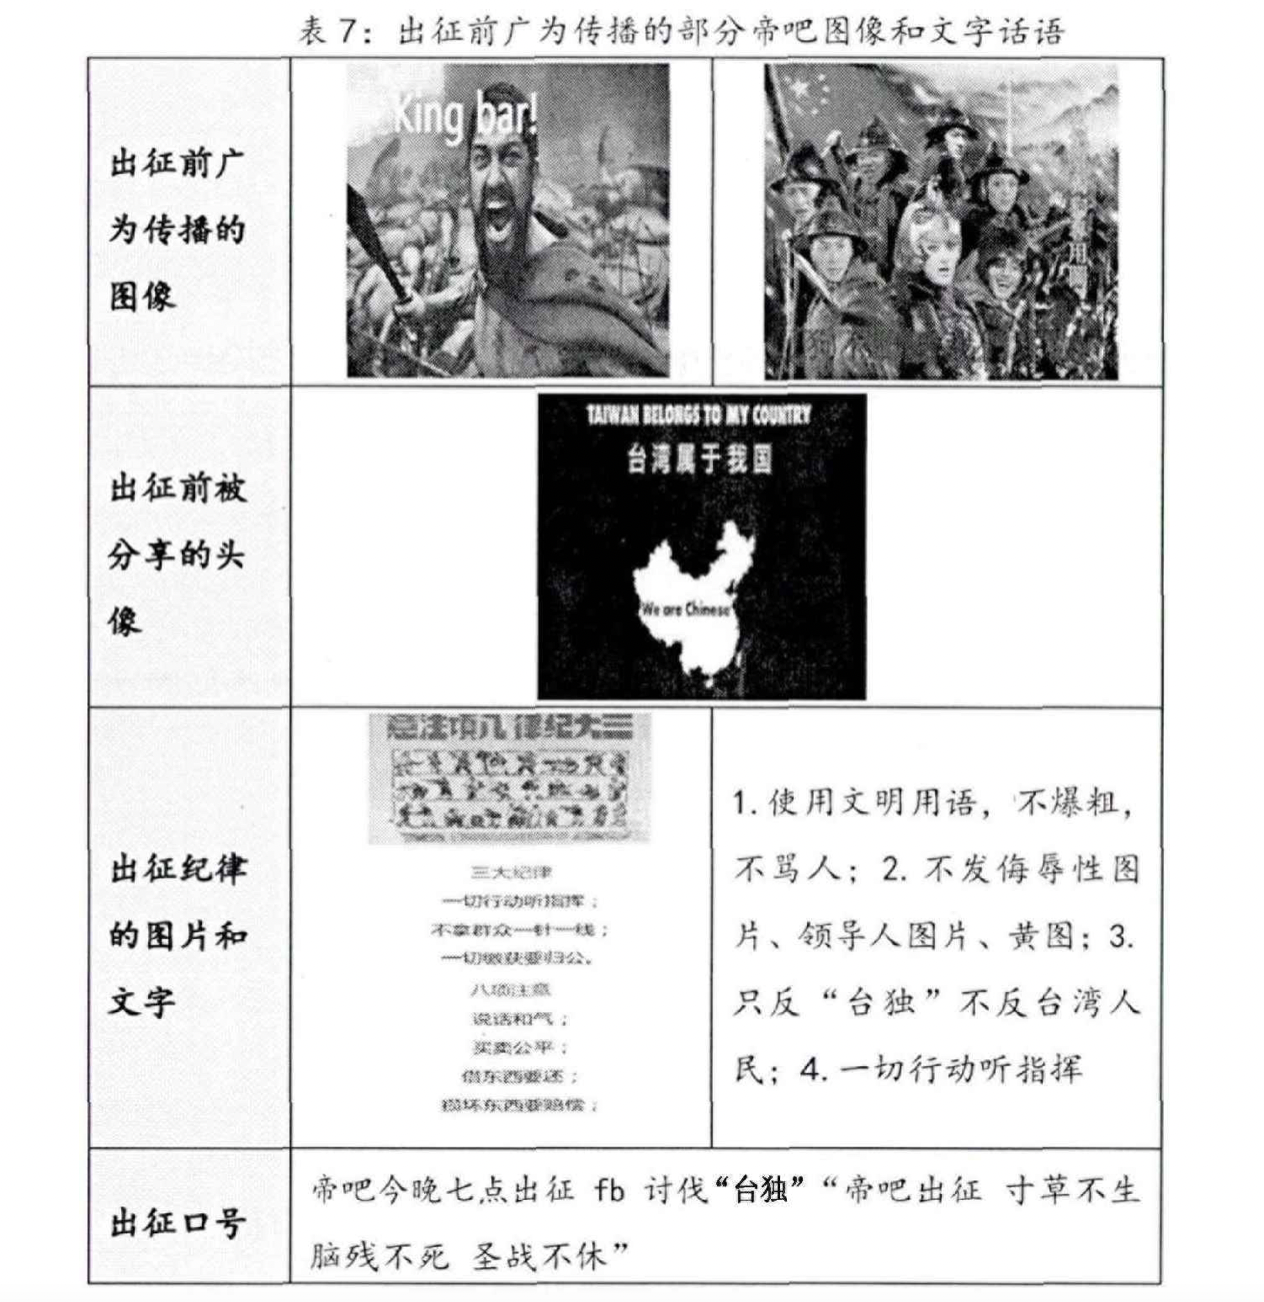 表7：出征前广为传播的部分帝吧图像和文字话语
出征前广
为传播的
图像
King bar!
出征前被
分享的头
像
TAIWAN BELONGS TO MY COUNTRY
台湾属于我国
We are Chinese
出征纪律
的图片和
文字
意注项八 律纪大三
三大纪律
一切行动听指挥；
不拿群众一针一线；
一切缴获要归公。
八项注意
说话和气；
买卖公平；
借东西要还；
损坏东西要赔偿；
1.使用文明用语，不爆粗，
不骂人；2.不发侮辱性图
片、领导人图片、黄图；3.
只反“台独”不反台湾人
民；4.一切行动听指挥
出征口号
帝吧今晚七点出征 fb 讨伐“台独”“帝吧出征 寸草不生
脑残不死 圣战不休”